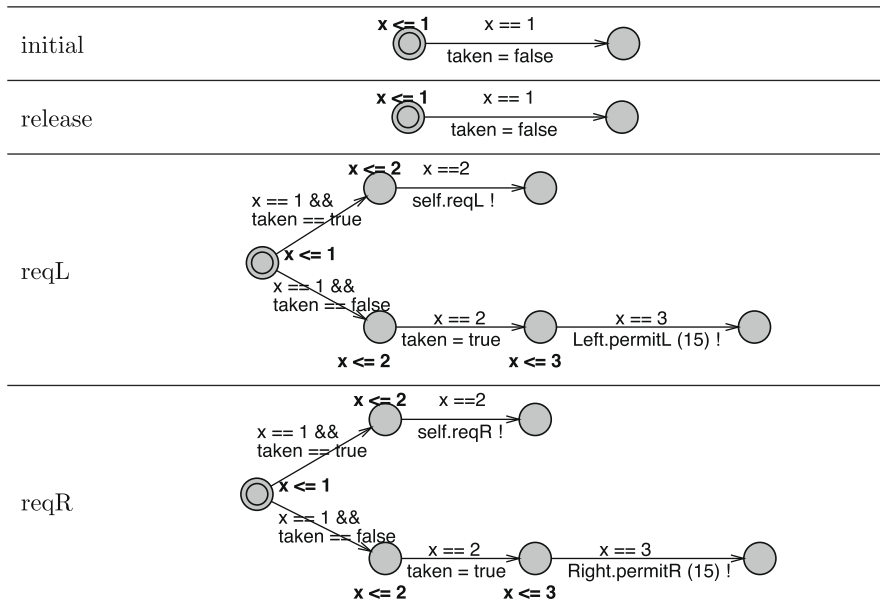 x <= 1
x == 1
initial
taken = false
x <= 1
x == 1
release
taken = false
x <= 2
x ==2
self.reqL !
x == 1 &&
taken == true
x <= 1
reqL
x == 1 &&
taken == false
x == 2
taken = true
x == 3
Left.permitL (15) !
x <= 2
x <= 3
x <= 2
x ==2
self.reqR !
x == 1 &&
taken == true
x <= 1
reqR
x == 1 &&
taken == false
x == 2
taken = true
x == 3
Right.permitR (15) !
x <= 2
x <= 3